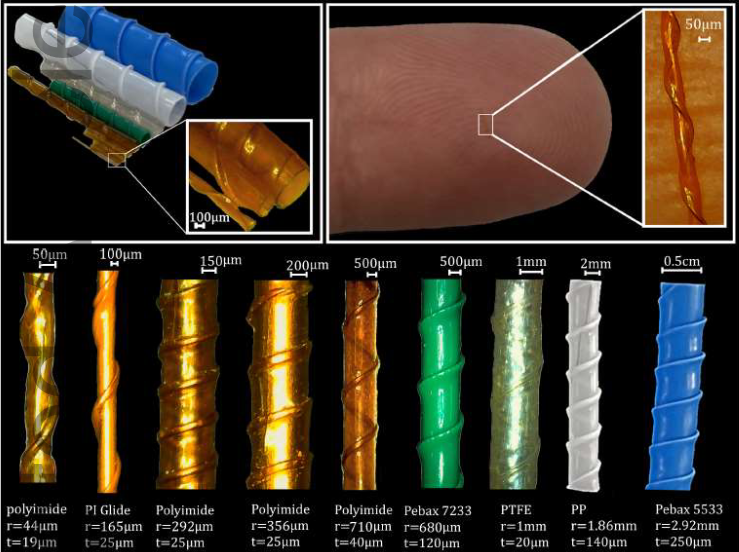 50μm
100μm
50μm
100μm
150μm
200μm
500μm
500μm
1mm
2mm
0.5cm
polyimide
r=44μm
t=19μm
PI Glide
r=165μm
t=25μm
Polyimide
r=292μm
t=25μm
Polyimide
r=356μm
t=25μm
Polyimide
r=710μm
t=40μm
Pebax 7233
r=680μm
t=120μm
PTFE
r=1mm
t=20μm
PP
r=1.86mm
t=140μm
Pebax 5533
r=2.92mm
t=250μm